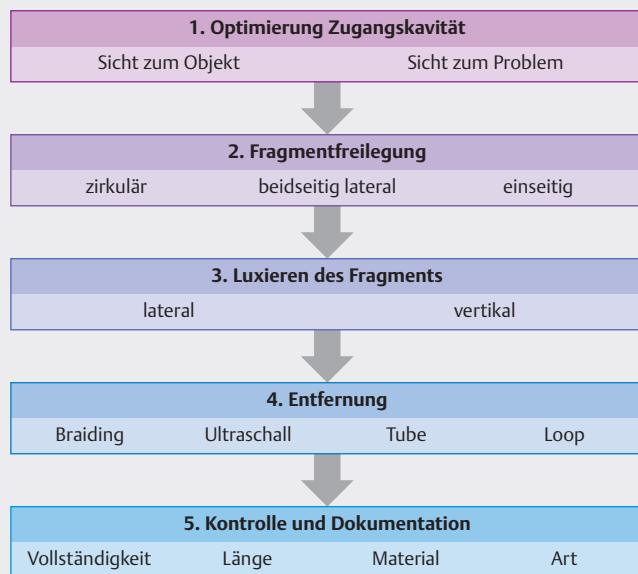 1. Optimierung Zugangskavität
Sicht zum Objekt Sicht zum Problem
2. Fragmentfreilegung
zirkulär beidseitig lateral einseitig
3. Luxieren des Fragments
lateral vertikal
4. Entfernung
Braiding Ultraschall Tube Loop
5. Kontrolle und Dokumentation
Vollständigkeit Länge Material Art